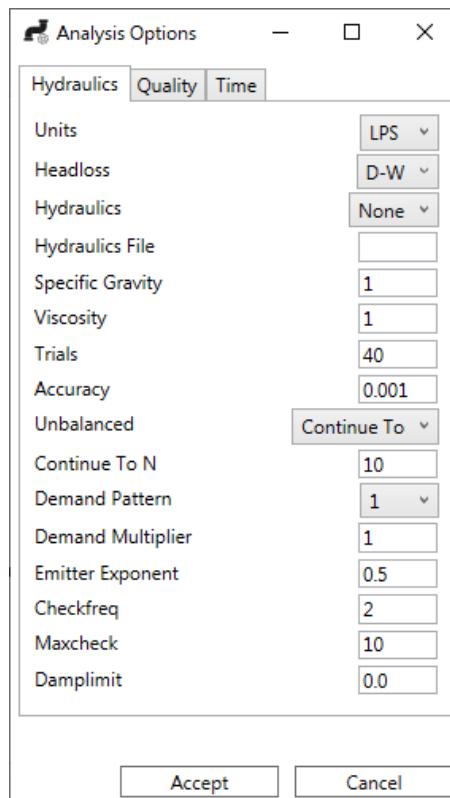 Analysis Options
Hydraulics Quality Time
Units LPS
Headloss D-W
Hydraulics None
Hydraulics File
Specific Gravity 1
Viscosity 1
Trials 40
Accuracy 0.001
Unbalanced Continue To
Continue To N 10
Demand Pattern 1
Demand Multiplier 1
Emitter Exponent 0.5
Checkfreq 2
Maxcheck 10
Damplimit 0.0
Accept Cancel